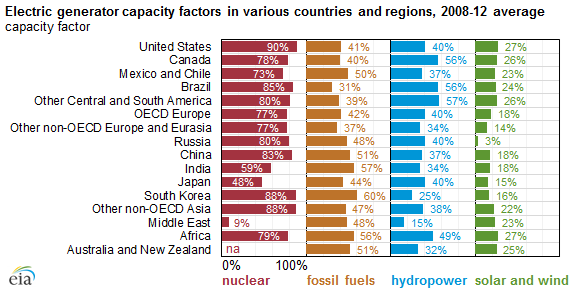 Electric generator capacity factors in various countries and regions, 2008-12 average
capacity factor
United States 90% 41% 40% 27%
Canada 78% 40% 56% 26%
Mexico and Chile 73% 50% 37% 23%
Brazil 85% 31% 56% 24%
Other Central and South America 80% 39% 57% 26%
OECD Europe 77% 42% 40% 18%
Other non-OECD Europe and Eurasia 77% 37% 34% 14%
Russia 80% 48% 40% 3%
China 83% 51% 37% 18%
India 59% 57% 34% 18%
Japan 48% 44% 40% 15%
South Korea 88% 60% 25% 16%
Other non-OECD Asia 88% 47% 38% 22%
Middle East 9% 48% 15% 23%
Africa 79% 56% 49% 27%
Australia and New Zealand na 51% 32% 25%
0% 100%
nuclear fossil fuels hydropower solar and wind
eia